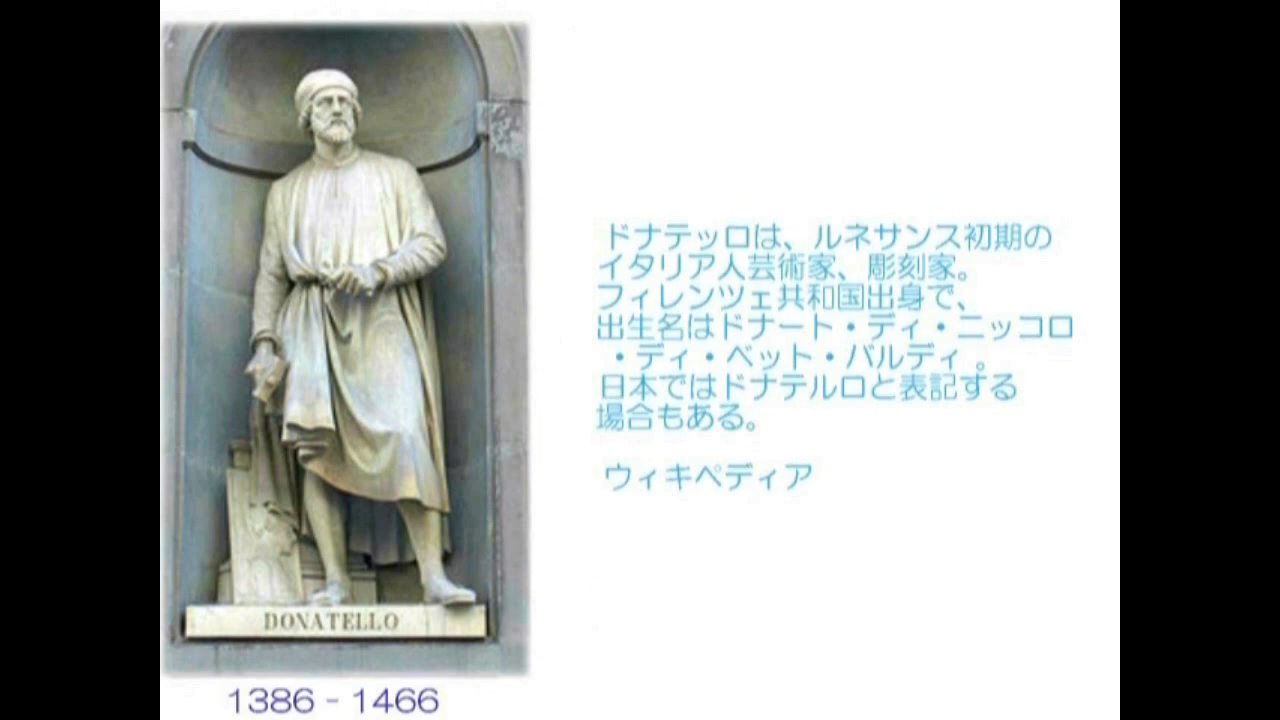 DONATELLO
1386 - 1466
ドナテッロは、ルネサンス初期の
イタリア人芸術家、彫刻家。
フィレンツェ共和国出身で、
出生名はドナート・ディ・ニッコロ
・ディ・ベット・バルディ 。
日本ではドナテルロと表記する
場合もある。
ウィキペディア